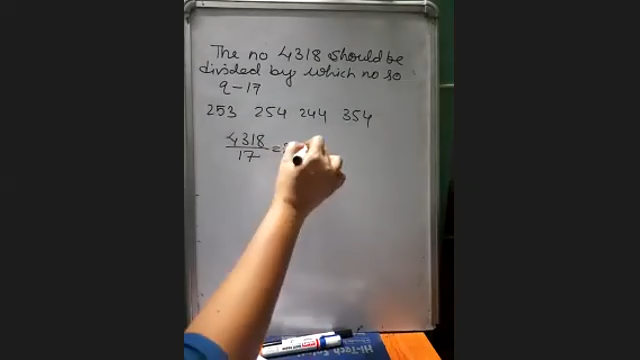 The no 4318 should be
divided by which no so
q - 17
253 254 244 354
4318
17 =
Hi-Tech